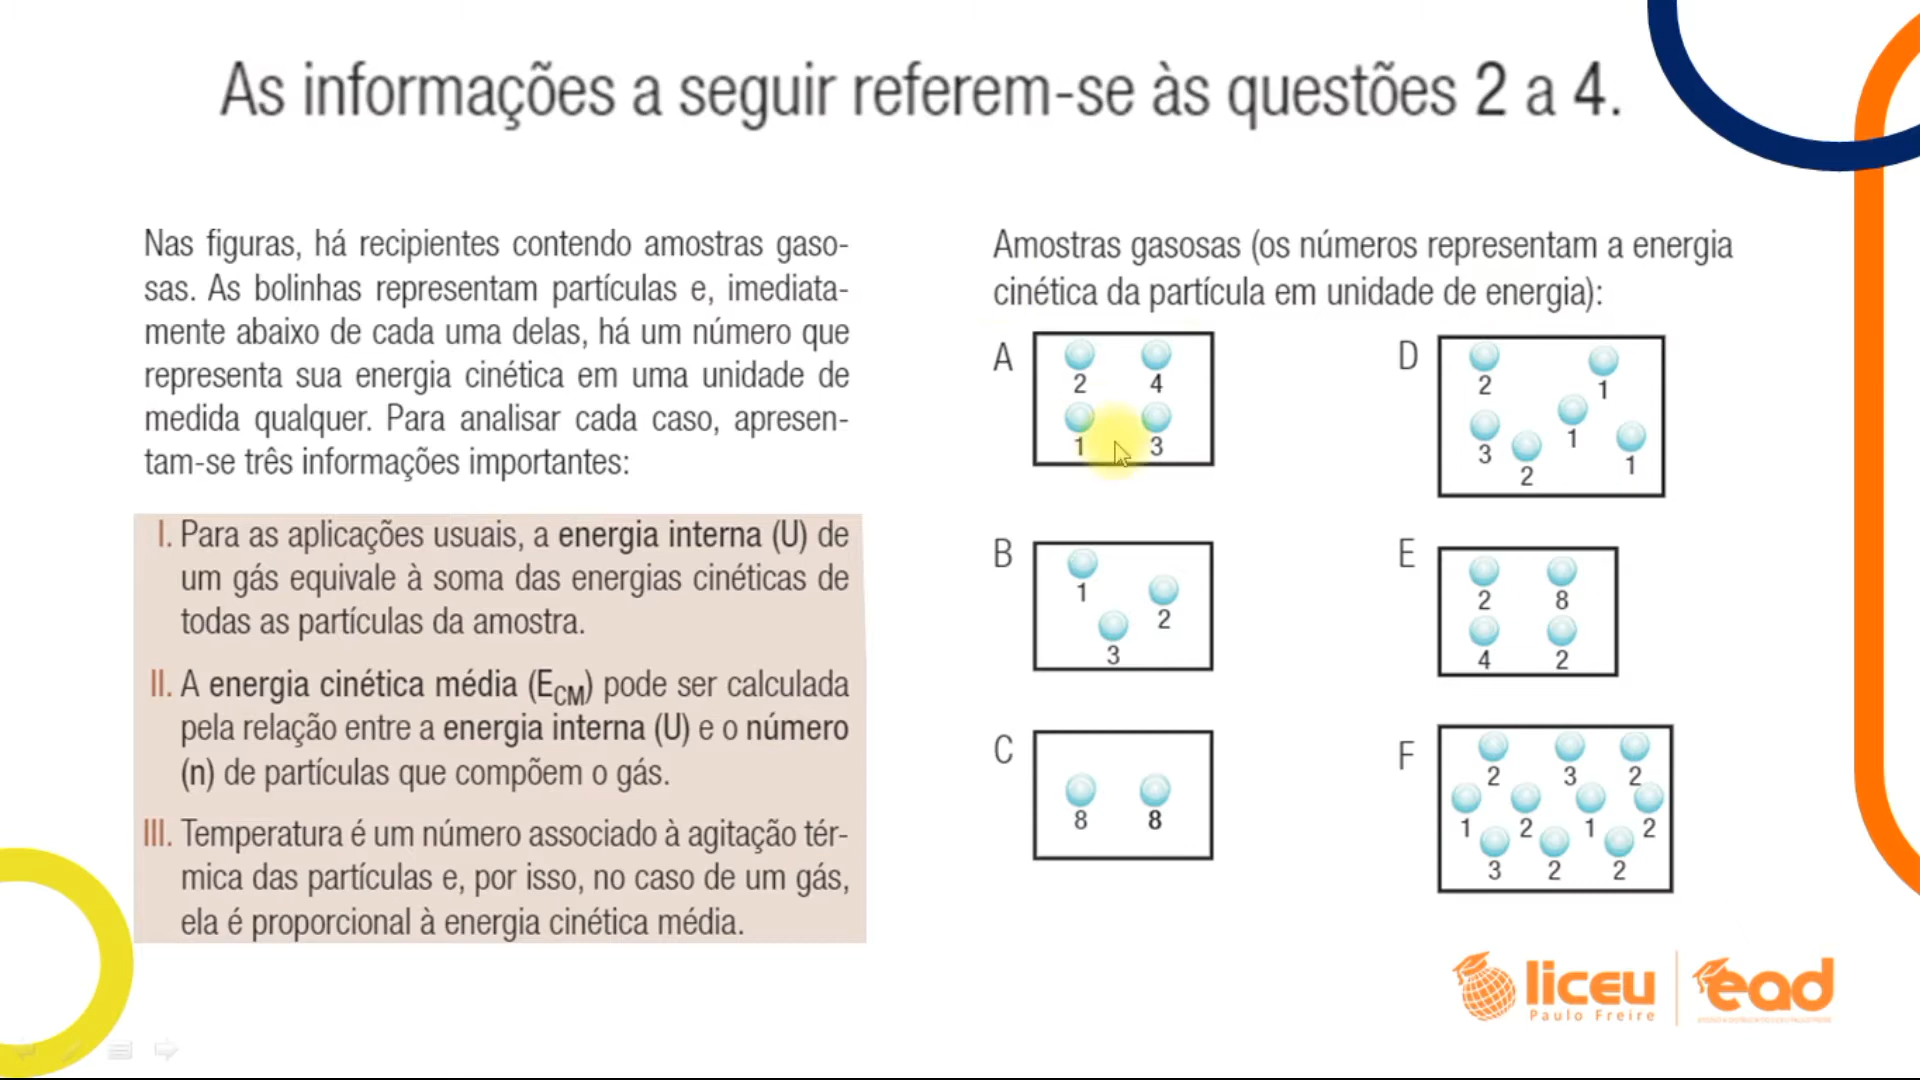 As informações a seguir referem-se às questões 2 a 4.
Nas figuras, há recipientes contendo amostras gaso-
sas. As bolinhas representam partículas e, imediata-
mente abaixo de cada uma delas, há um número que
representa sua energia cinética em uma unidade de
medida qualquer. Para analisar cada caso, apresen-
tam-se três informações importantes:
I. Para as aplicações usuais, a energia interna (U) de
um gás equivale à soma das energias cinéticas de
todas as partículas da amostra.
II. A energia cinética média (ECM) pode ser calculada
pela relação entre a energia interna (U) e o número
(n) de partículas que compõem o gás.
III. Temperatura é um número associado à agitação tér-
mica das partículas e, por isso, no caso de um gás,
ela é proporcional à energia cinética média.
Amostras gasosas (os números representam a energia
cinética da partícula em unidade de energia):
A
2 4
1 3
B
1
2
3
C
8 8
D
2
1
1
3
2
1
E
2 8
4 2
F
2 3 2
1 2 1 2
3 2 2
liceu
Paulo Freire
ead